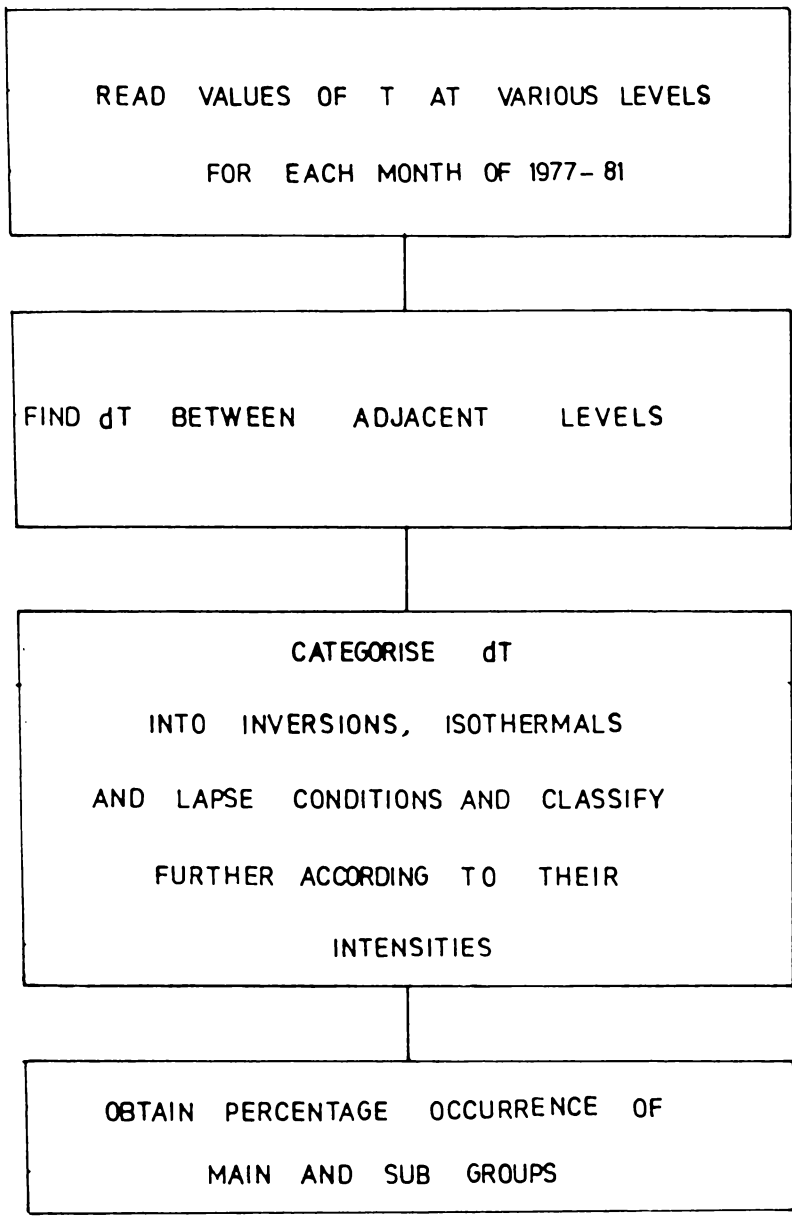 READ VALUES OF T AT VARIOUS LEVELS
FOR EACH MONTH OF 1977-81
FIND dT BETWEEN ADJACENT LEVELS
CATEGORISE dT
INTO INVERSIONS, ISOTHERMALS
AND LAPSE CONDITIONS AND CLASSIFY
FURTHER ACCORDING TO THEIR
INTENSITIES
OBTAIN PERCENTAGE OCCURRENCE OF
MAIN AND SUB GROUPS